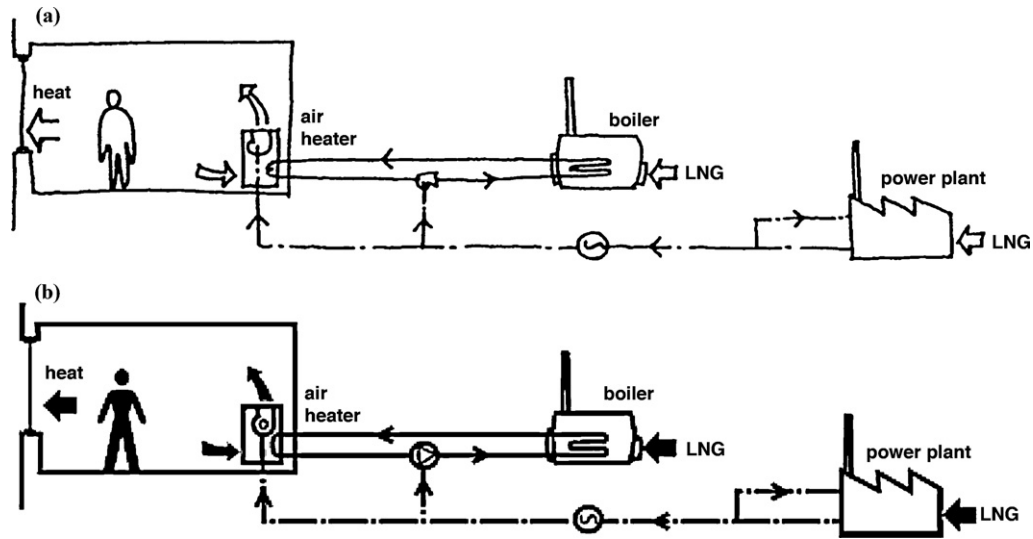 (a)
heat
air
heater
boiler
LNG
power plant
LNG
(b)
heat
air
heater
boiler
LNG
power plant
LNG